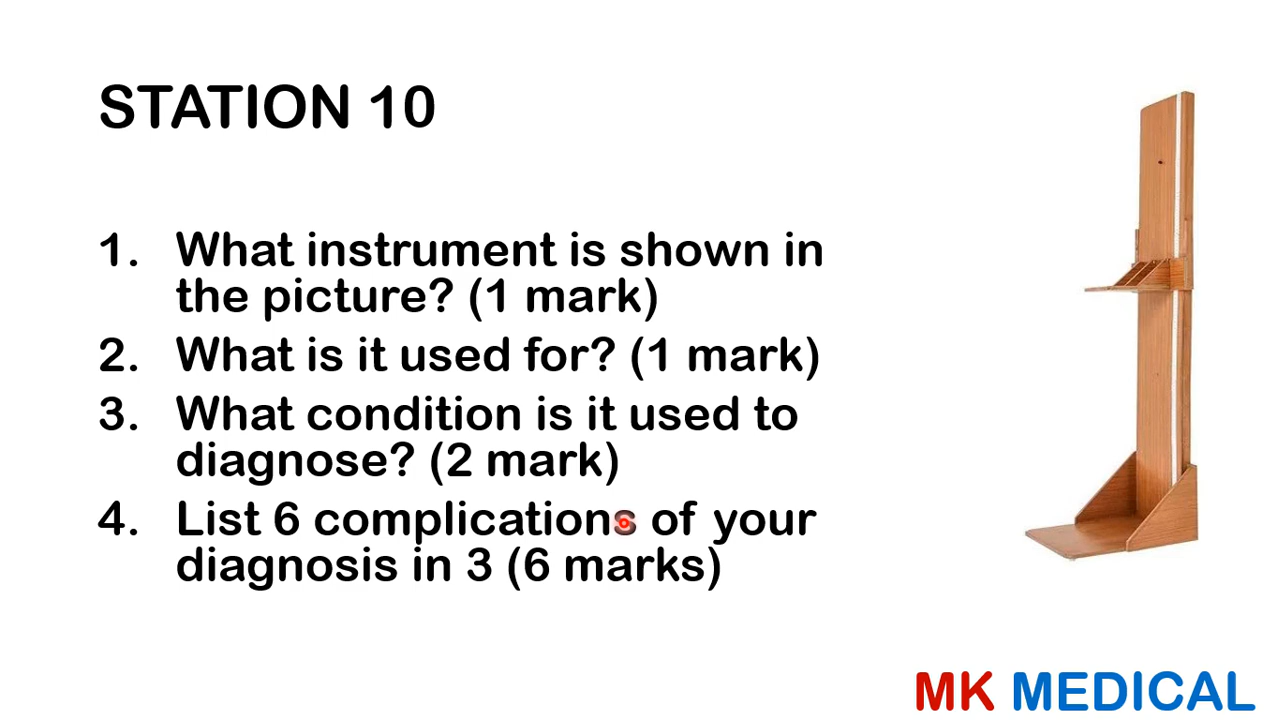 STATION 10
1. What instrument is shown in
the picture? (1 mark)
2. What is it used for? (1 mark)
3. What condition is it used to
diagnose? (2 mark)
4. List 6 complications of your
diagnosis in 3 (6 marks)
MK MEDICAL